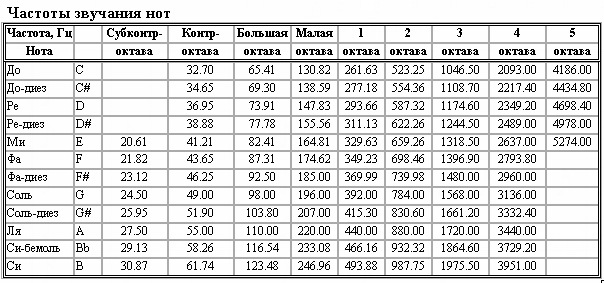 Частоты звучания нот
Частота, Гц Субконтр- Контр- Большая Малая 1 2 3 4 5
Нота октава октава октава октава октава октава октава октава октава
До C 32.70 65.41 130.82 261.63 523.25 1046.50 2093.00 4186.00
До-диез C# 34.65 69.30 138.59 277.18 554.36 1108.70 2217.40 4434.80
Ре D 36.95 73.91 147.83 293.66 587.32 1174.60 2349.20 4698.40
Ре-диез D# 38.88 77.78 155.56 311.13 622.26 1244.50 2489.00 4978.00
Ми E 20.61 41.21 82.41 164.81 329.63 659.26 1318.50 2637.00 5274.00
Фа F 21.82 43.65 87.31 174.62 349.23 698.46 1396.90 2793.80
Фа-диез F# 23.12 46.25 92.50 185.00 369.99 739.98 1480.00 2960.00
Соль G 24.50 49.00 98.00 196.00 392.00 784.00 1568.00 3136.00
Соль-диез G# 25.95 51.90 103.80 207.00 415.30 830.60 1661.20 3332.40
Ля A 27.50 55.00 110.00 220.00 440.00 880.00 1720.00 3440.00
Си-бемоль Bb 29.13 58.26 116.54 233.08 466.16 932.32 1864.60 3729.20
Си B 30.87 61.74 123.48 246.96 493.88 987.75 1975.50 3951.00